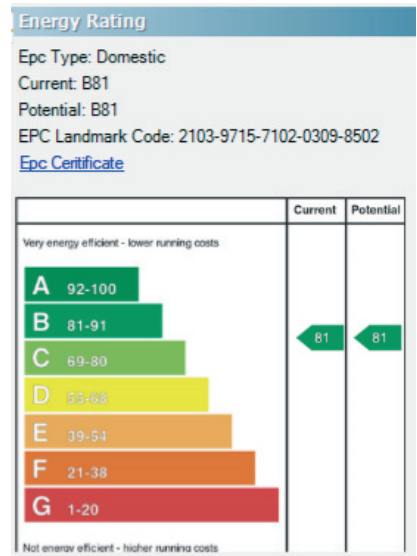 Energy Rating
Epc Type: Domestic
Current: B81
Potential: B81
EPC Landmark Code: 2103-9715-7102-0309-8502
Epc Ceritificate
Current Potential
Very energy efficient - lower running costs
A 92-100
B 81-91
81 81
C 69-80
D 55-68
E 39-54
F 21-38
G 1-20
Not energy efficient - higher running costs